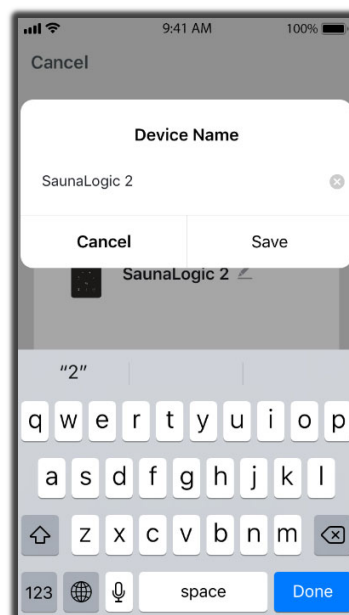 9:41 AM 100%
Cancel
Device Name
SaunaLogic 2
Cancel Save
SaunaLogic 2
“2”
q w e r t y u i o p
a s d f g h j k l
z x c v b n m
123 space Done